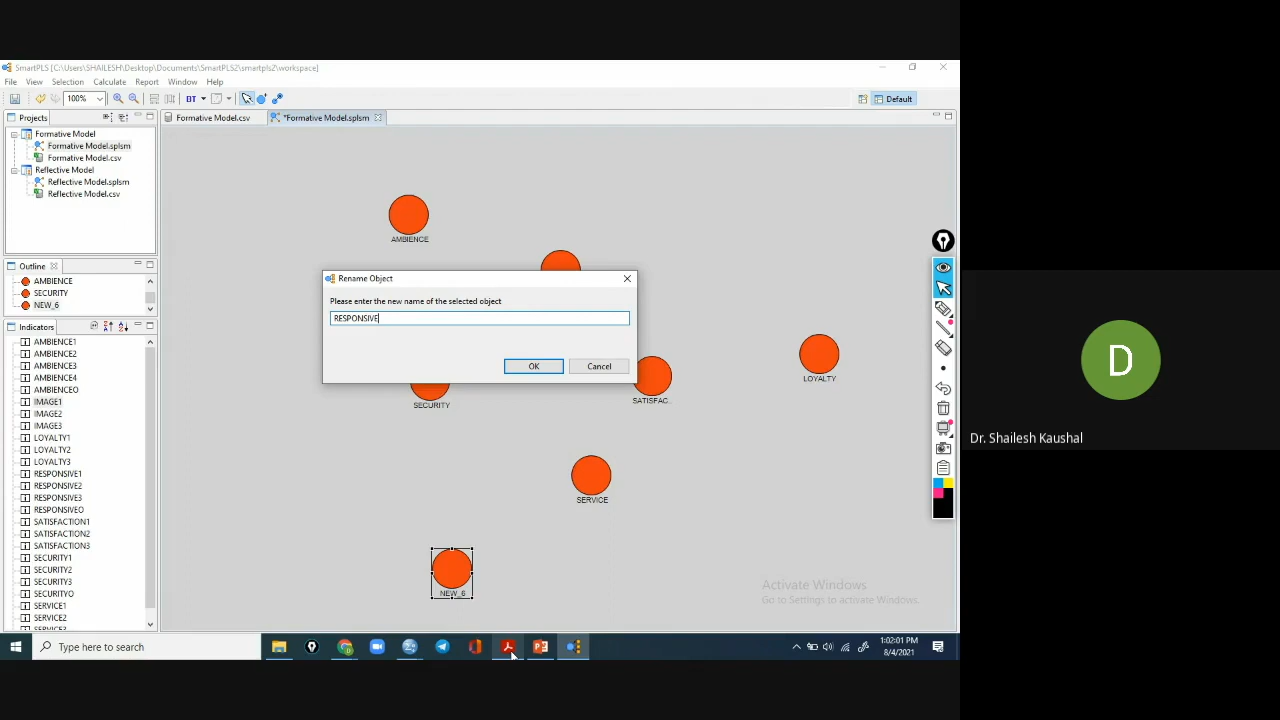 SmartPLS [C:\Users\SHAILESH\Desktop\Documents\SmartPLS2\smartpls2\workspace]
File View Selection Calculate Report Window Help
100% BT Default
Projects
Formative Model.csv *Formative Model.splsm
Formative Model
Formative Model.splsm
Formative Model.csv
Reflective Model
Reflective Model.splsm
Reflective Model.csv
Outline
AMBIENCE
SECURITY
NEW_6
Indicators
AMBIENCE1
AMBIENCE2
AMBIENCE3
AMBIENCE4
AMBIENCEO
IMAGE1
IMAGE2
IMAGE3
LOYALTY1
LOYALTY2
LOYALTY3
RESPONSIVE1
RESPONSIVE2
RESPONSIVE3
RESPONSIVEO
SATISFACTION1
SATISFACTION2
SATISFACTION3
SECURITY1
SECURITY2
SECURITY3
SECURITYO
SERVICE1
SERVICE2
AMBIENCE
Rename Object
Please enter the new name of the selected object
RESPONSIVE
OK Cancel
SECURITY
SATISFAC...
LOYALTY
SERVICE
NEW_6
Activate Windows
Go to Settings to activate Windows.
Type here to search
1:02:01 PM
8/4/2021
D
Dr. Shailesh Kaushal